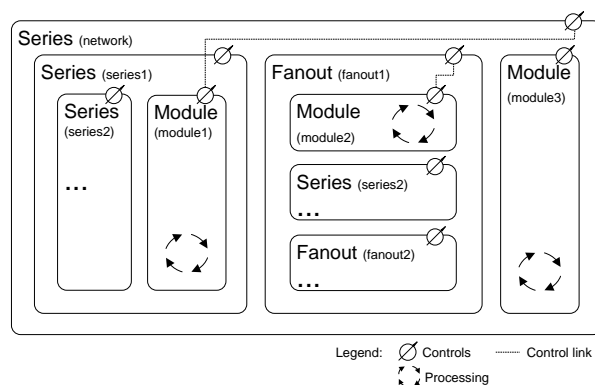 Series (network)
Series (series1)
Series
(series2)
...
Module
(module1)
Fanout (fanout1)
Module
(module2)
Series (series2)
...
Fanout (fanout2)
...
Module
(module3)
Legend: Controls Control link
Processing